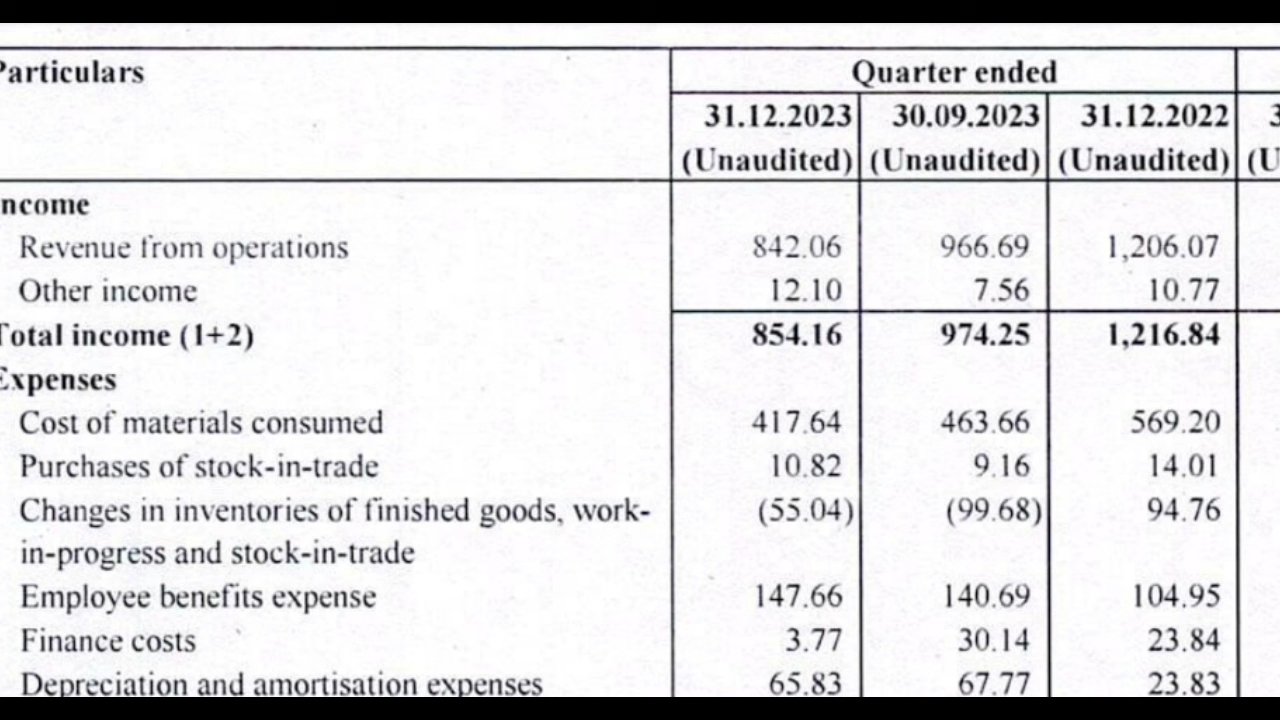 Particulars Quarter ended
31.12.2023 30.09.2023 31.12.2022 3
(Unaudited) (Unaudited) (Unaudited) (U
ncome
Revenue from operations 842.06 966.69 1,206.07
Other income 12.10 7.56 10.77
Total income (1+2) 854.16 974.25 1,216.84
Expenses
Cost of materials consumed 417.64 463.66 569.20
Purchases of stock-in-trade 10.82 9.16 14.01
Changes in inventories of finished goods, work- (55.04) (99.68) 94.76
in-progress and stock-in-trade
Employee benefits expense 147.66 140.69 104.95
Finance costs 3.77 30.14 23.84
Depreciation and amortisation expenses 65.83 67.77 23.83